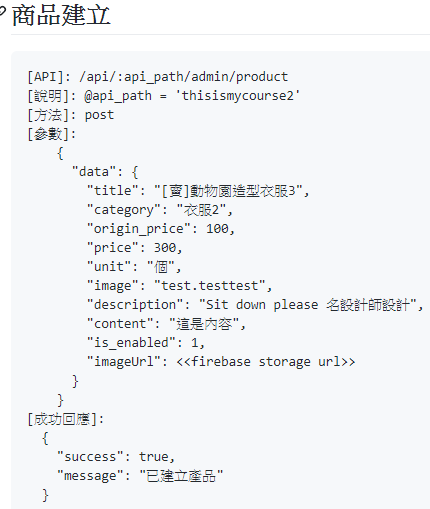 商品建立
[API]: /api/:api_path/admin/product
[說明]: @api_path = 'thisismycourse2'
[方法]: post
[參數]:
    {
      "data": {
        "title": "[賣]動物園造型衣服3",
        "category": "衣服2",
        "origin_price": 100,
        "price": 300,
        "unit": "個",
        "image": "test.testtest",
        "description": "Sit down please 名設計師設計",
        "content": "這是內容",
        "is_enabled": 1,
        "imageUrl": <<firebase storage url>>
      }
    }
[成功回應]:
  {
    "success": true,
    "message": "已建立產品"
  }